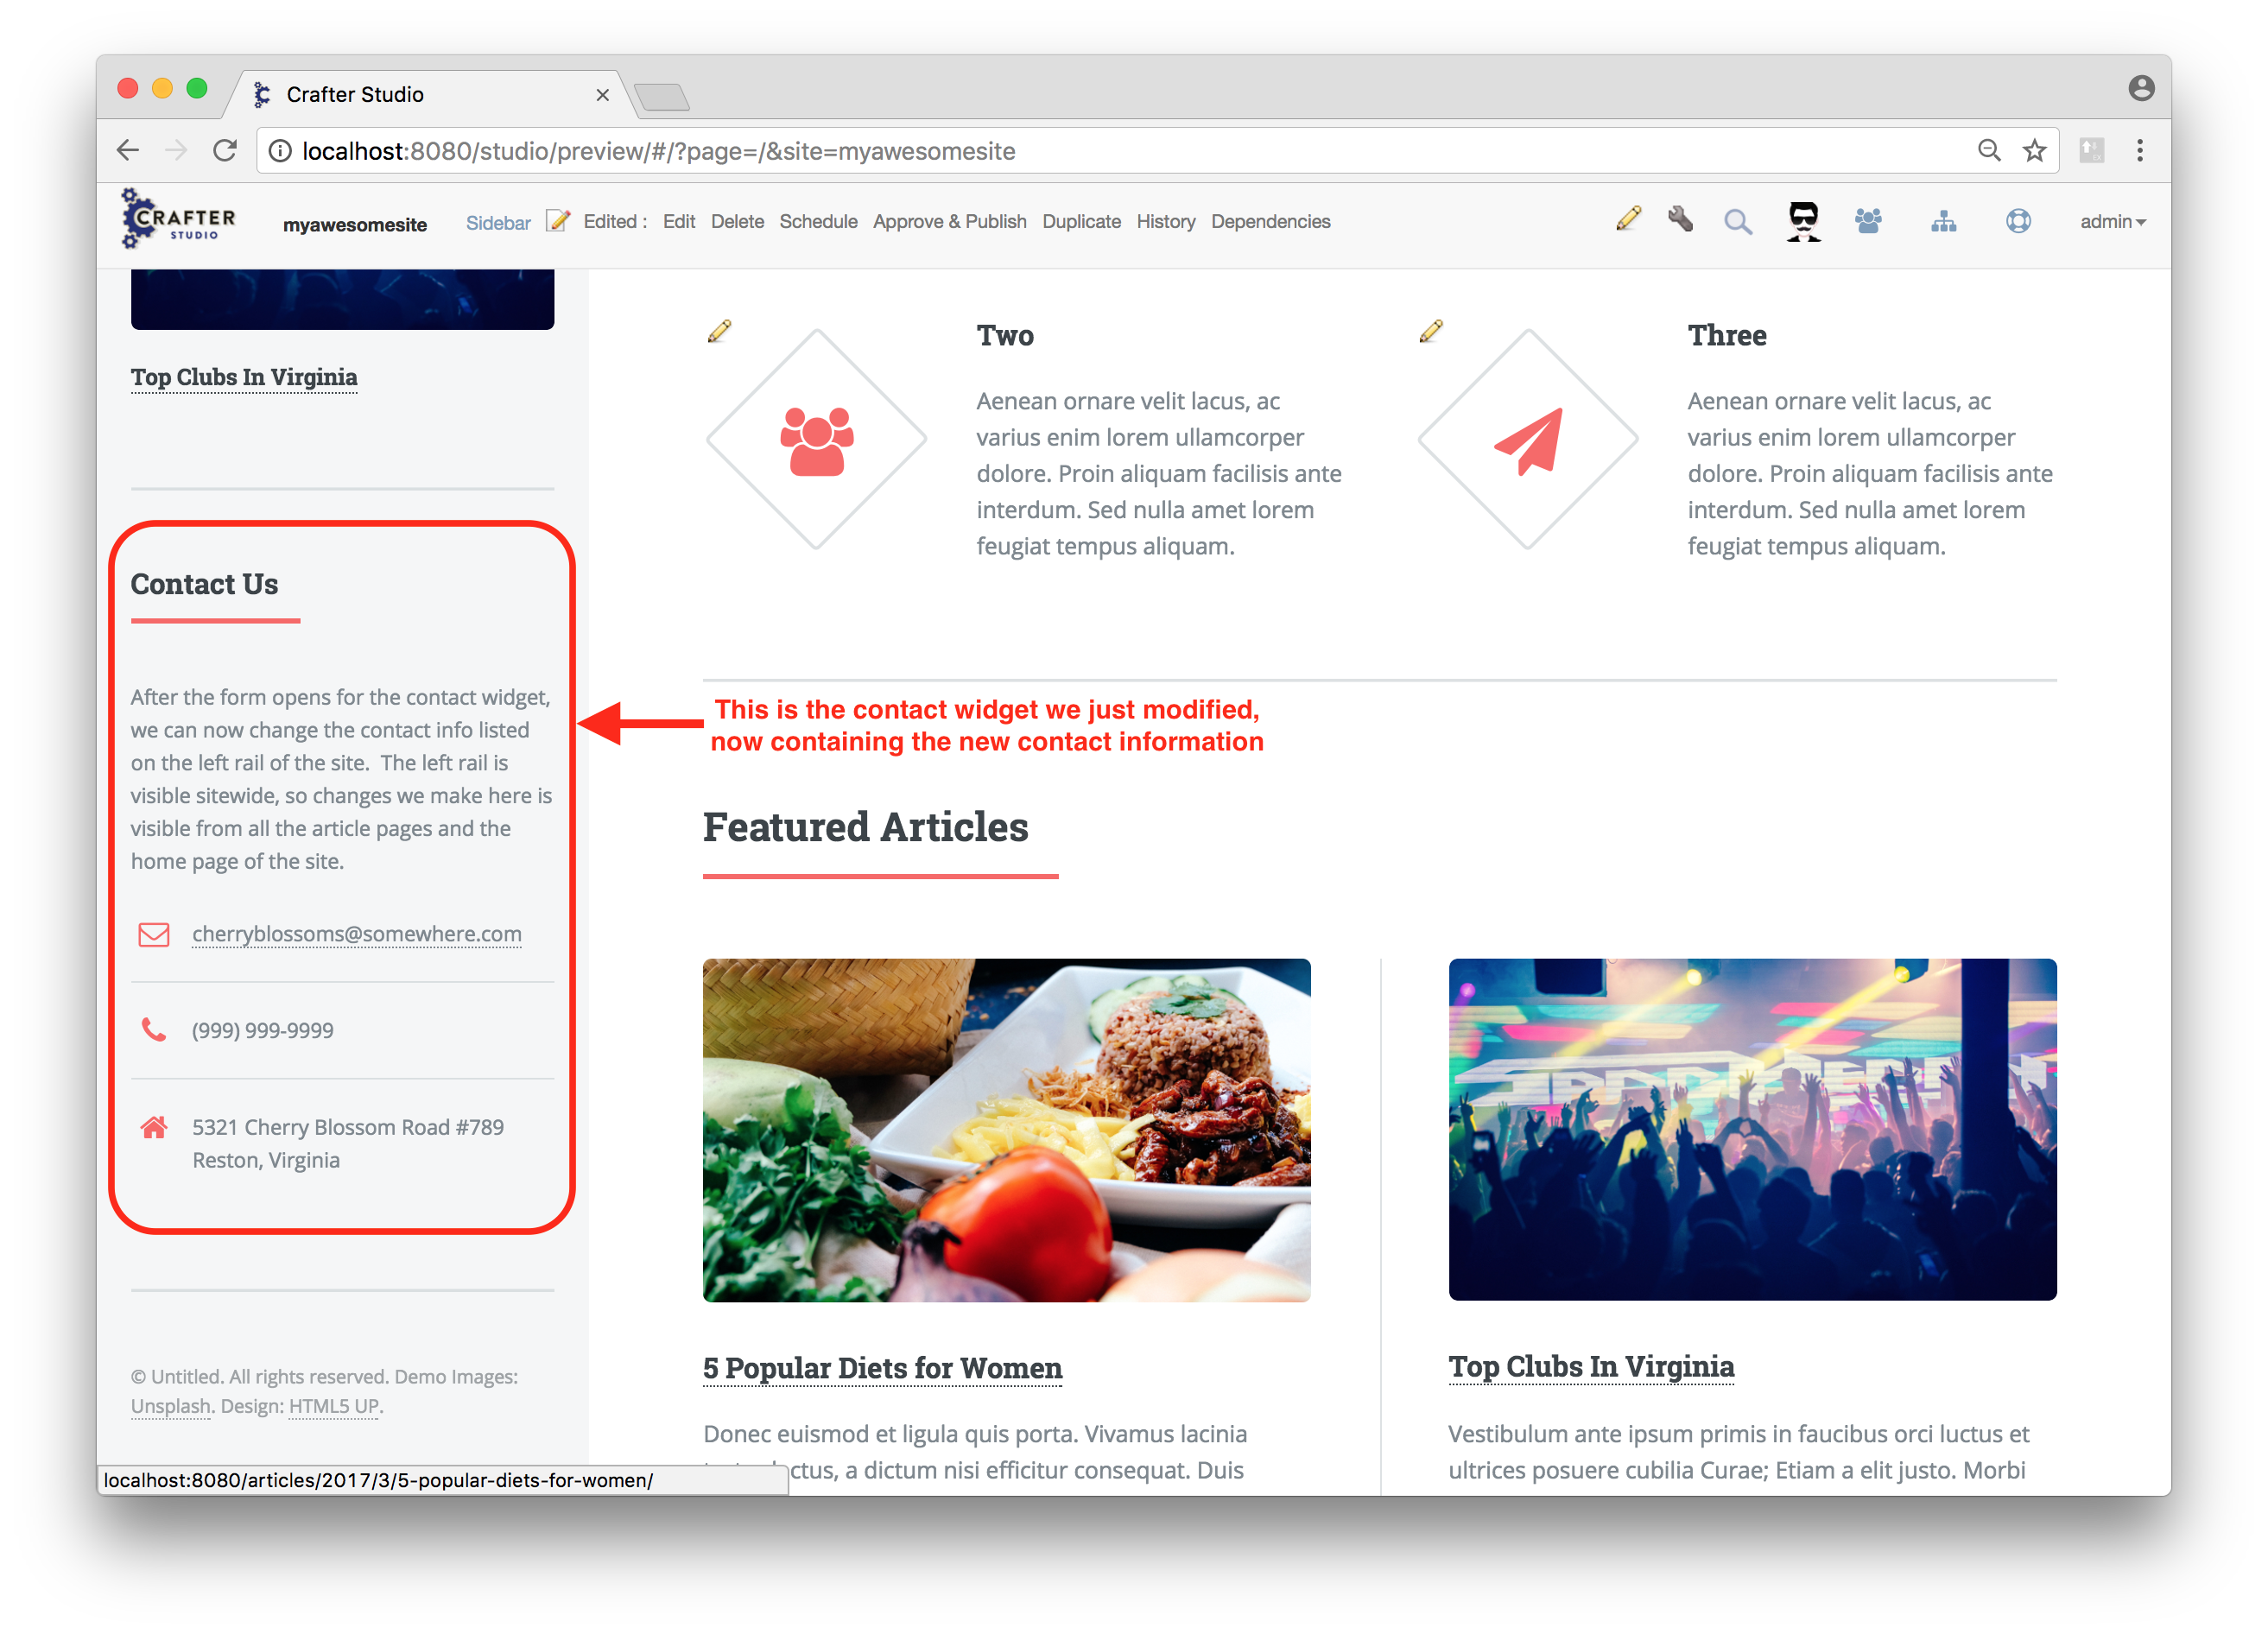 Crafter Studio
localhost:8080/studio/preview/#/?page=/&site=myawesomesite
CRAFTER
STUDIO
myawesomesite Sidebar Edited : Edit Delete Schedule Approve & Publish Duplicate History Dependencies admin
Top Clubs In Virginia
Contact Us
After the form opens for the contact widget,
we can now change the contact info listed
on the left rail of the site.  The left rail is
visible sitewide, so changes we make here is
visible from all the article pages and the
home page of the site.
cherryblossoms@somewhere.com
(999) 999-9999
5321 Cherry Blossom Road #789
Reston, Virginia
© Untitled. All rights reserved. Demo Images:
Unsplash. Design: HTML5 UP.
Two
Aenean ornare velit lacus, ac
varius enim lorem ullamcorper
dolore. Proin aliquam facilisis ante
interdum. Sed nulla amet lorem
feugiat tempus aliquam.
Three
Aenean ornare velit lacus, ac
varius enim lorem ullamcorper
dolore. Proin aliquam facilisis ante
interdum. Sed nulla amet lorem
feugiat tempus aliquam.
This is the contact widget we just modified,
now containing the new contact information
Featured Articles
5 Popular Diets for Women
Donec euismod et ligula quis porta. Vivamus lacinia
ctus, a dictum nisi efficitur consequat. Duis
Top Clubs In Virginia
Vestibulum ante ipsum primis in faucibus orci luctus et
ultrices posuere cubilia Curae; Etiam a elit justo. Morbi
localhost:8080/articles/2017/3/5-popular-diets-for-women/